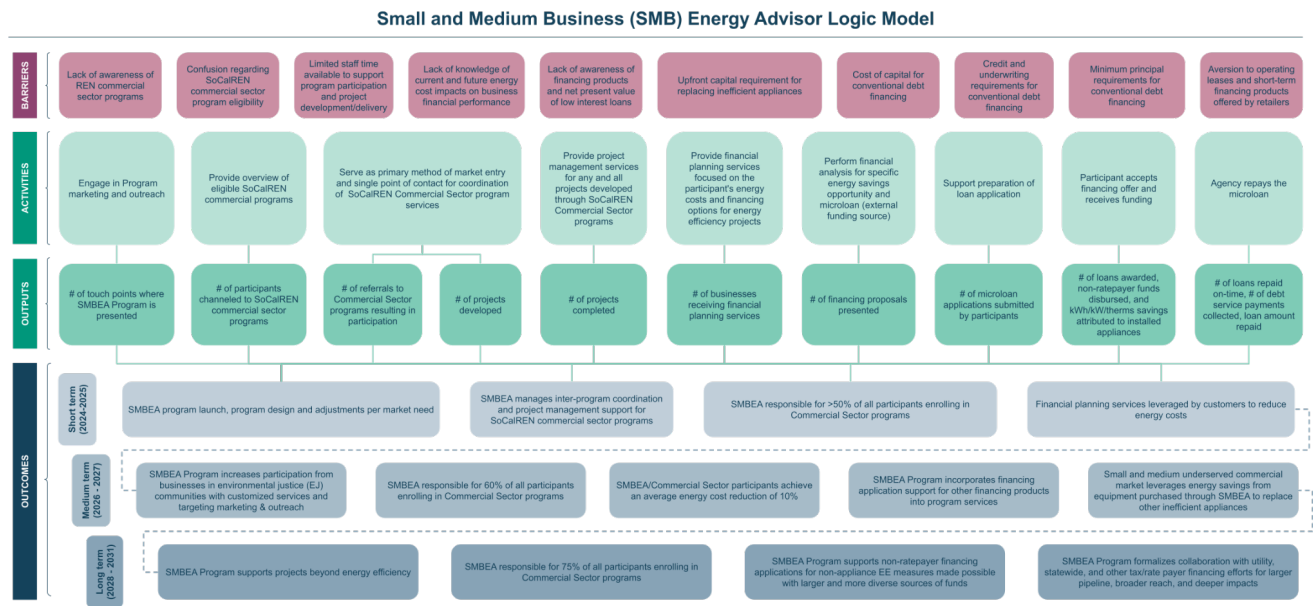 Small and Medium Business (SMB) Energy Advisor Logic Model
BARRIERS
Lack of awareness of
REN commercial
sector programs
Confusion regarding
SoCalREN
commercial sector
program eligibility
Limited staff time
available to support
program participation
and project
development/delivery
Lack of knowledge of
current and future energy
cost impacts on business
financial performance
Lack of awareness of
financing products
and net present value
of low interest loans
Upfront capital requirement for
replacing inefficient appliances
Cost of capital for
conventional debt
financing
Credit and
underwriting
requirements for
conventional debt
financing
Minimum principal
requirements for
conventional debt
financing
Aversion to operating
leases and short-term
financing products
offered by retailers
ACTIVITIES
Engage in Program
marketing and outreach
Provide overview of
eligible SoCalREN
commercial programs
Serve as primary method of market entry
and single point of contact for coordination
of SoCalREN Commercial Sector program
services
Provide project
management services
for any and all
projects developed
through SoCalREN
Commercial Sector
programs
Provide financial
planning services
focused on the
participant's energy
costs and financing
options for energy
efficiency projects
Perform financial
analysis for specific
energy savings
opportunity and
microloan (external
funding source)
Support preparation of
loan application
Participant accepts
financing offer and
receives funding
Agency repays the
microloan
OUTPUTS
# of touch points where
SMBEA Program is
presented
# of participants
channeled to SoCalREN
commercial sector
programs
# of referrals to
Commercial Sector
programs resulting in
participation
# of projects
developed
# of projects
completed
# of businesses
receiving financial
planning services
# of financing proposals
presented
# of microloan
applications submitted
by participants
# of loans awarded,
non-ratepayer funds
disbursed, and
kWh/kW/therms savings
attributed to installed
appliances
# of loans repaid
on-time, # of debt
service payments
collected, loan amount
repaid
OUTCOMES
Short term
(2024-2025)
SMBEA program launch, program design and adjustments per market need
SMBEA manages inter-program coordination
and project management support for
SoCalREN commercial sector programs
SMBEA responsible for >50% of all participants enrolling in
Commercial Sector programs
Financial planning services leveraged by customers to reduce
energy costs
Medium term
(2026 - 2027)
SMBEA Program increases participation from
businesses in environmental justice (EJ)
communities with customized services and
targeting marketing & outreach
SMBEA responsible for 60% of all participants
enrolling in Commercial Sector programs
SMBEA/Commercial Sector participants achieve
an average energy cost reduction of 10%
SMBEA Program incorporates financing
application support for other financing products
into program services
Small and medium underserved commercial
market leverages energy savings from
equipment purchased through SMBEA to replace
other inefficient appliances
Long term
(2028 - 2031)
SMBEA Program supports projects beyond energy efficiency
SMBEA responsible for 75% of all participants enrolling in
Commercial Sector programs
SMBEA Program supports non-ratepayer financing
applications for non-appliance EE measures made possible
with larger and more diverse sources of funds
SMBEA Program formalizes collaboration with utility,
statewide, and other tax/rate payer financing efforts for larger
pipeline, broader reach, and deeper impacts